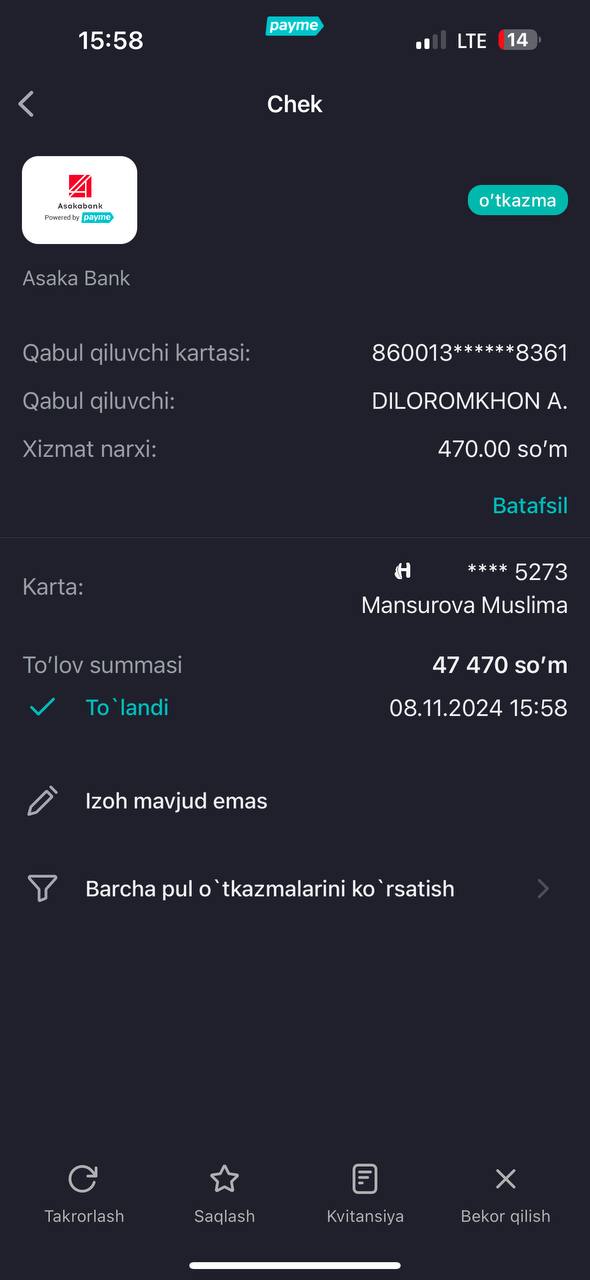 15:58
payme
LTE
14
Chek
Asakabank
Powered by payme
o'tkazma
Asaka Bank
Qabul qiluvchi kartasi: 860013******8361
Qabul qiluvchi: DILOROMKHON A.
Xizmat narxi: 470.00 so'm
Batafsil
Karta: **** 5273
Mansurova Muslima
To'lov summasi 47 470 so'm
To`landi 08.11.2024 15:58
Izoh mavjud emas
Barcha pul o`tkazmalarini ko`rsatish
Takrorlash Saqlash Kvitansiya Bekor qilish